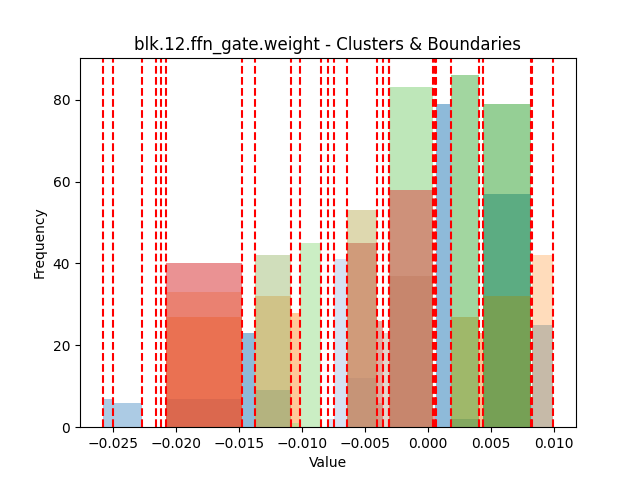 blk.12.ffn_gate.weight - Clusters & Boundaries
80
60
40
20
0
Frequency
−0.025 −0.020 −0.015 −0.010 −0.005 0.000 0.005 0.010
Value